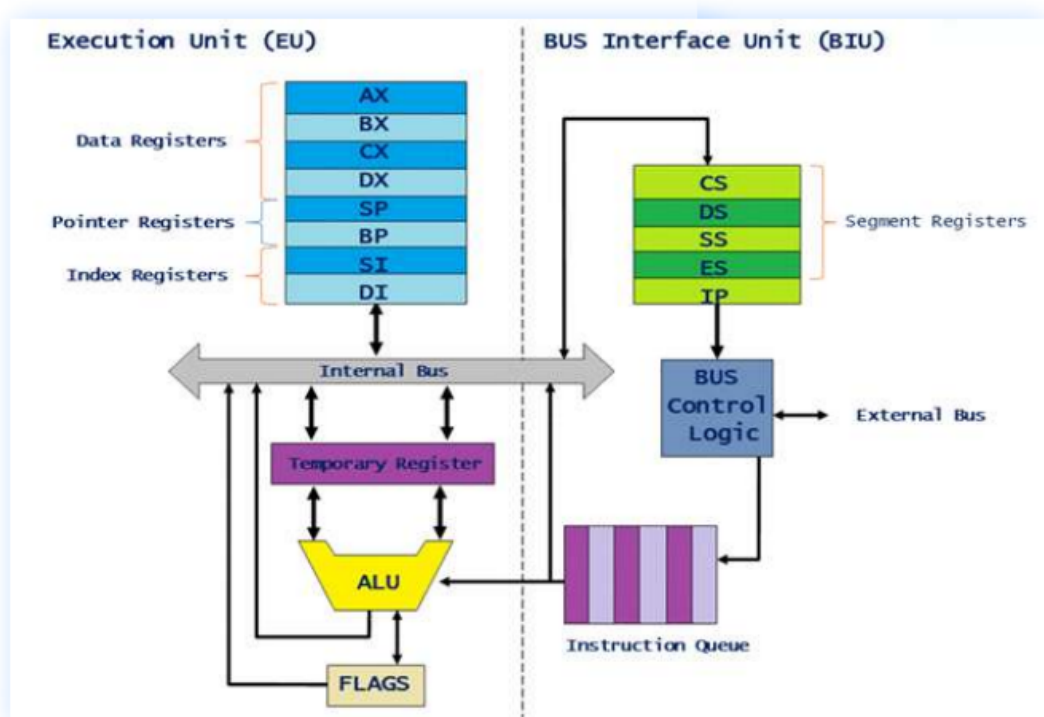 Execution Unit (EU)
BUS Interface Unit (BIU)
AX
BX
CX
DX
SP
BP
SI
DI
Data Registers
Pointer Registers
Index Registers
CS
DS
SS
ES
IP
Segment Registers
Internal Bus
BUS
Control
Logic
External Bus
Temporary Register
ALU
Instruction Queue
FLAGS